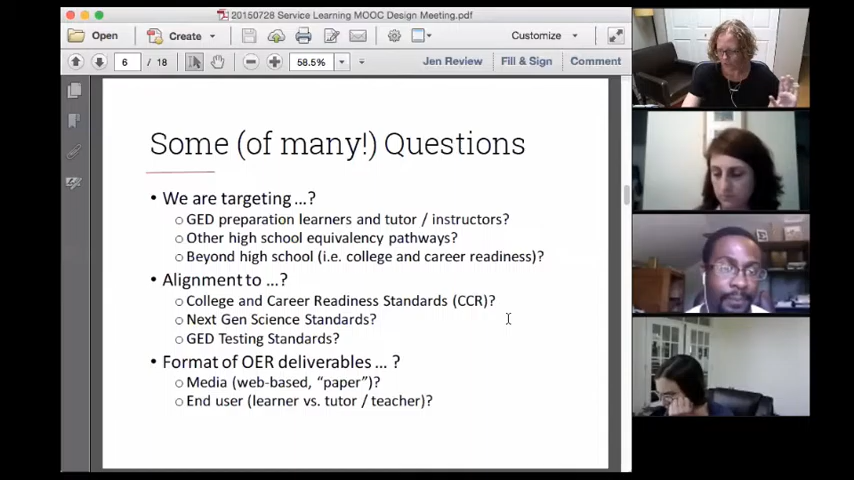 20150728 Service Learning MOOC Design Meeting.pdf
Open Create Customize
6 / 18 58.5% Jen Review Fill & Sign Comment
Some (of many!) Questions
• We are targeting ...?
GED preparation learners and tutor / instructors?
Other high school equivalency pathways?
Beyond high school (i.e. college and career readiness)?
• Alignment to ...?
College and Career Readiness Standards (CCR)?
Next Gen Science Standards?
GED Testing Standards?
• Format of OER deliverables ... ?
Media (web-based, “paper”)?
End user (learner vs. tutor / teacher)?